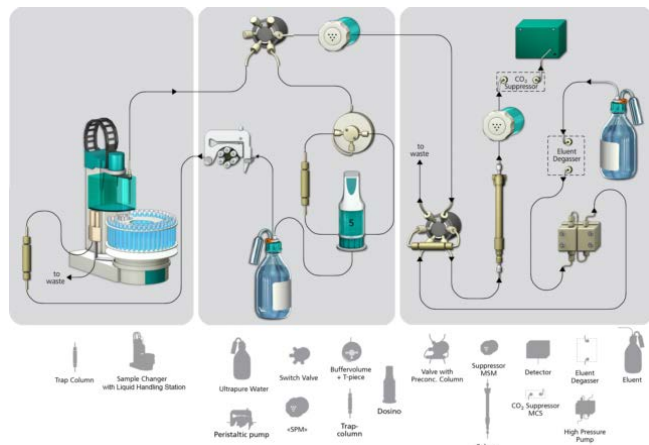 CO₂
Suppressor
to
waste
Eluent
Degasser
5
to
waste
Trap Column
Sample Changer
with Liquid Handling Station
Ultrapure Water
Switch Valve
Buffervolume
+ T-piece
Dosino
Peristaltic pump
«SPM»
Trap-
column
Valve with
Preconc. Column
Suppressor
MSM
Detector
Eluent
Degasser
Eluent
CO₂ Suppressor
MCS
High Pressure
Pump